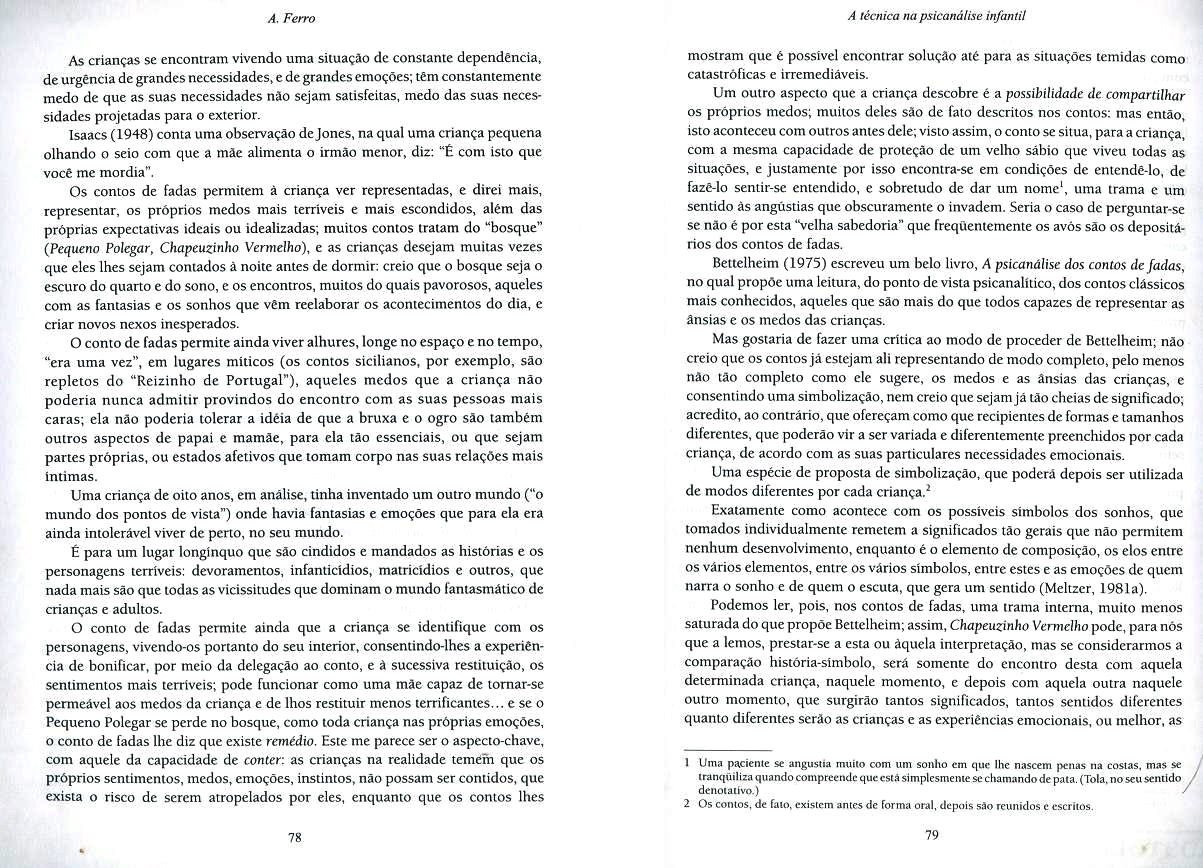 A. Ferro
As crianças se encontram vivendo uma situação de constante dependência,
de urgência de grandes necessidades, e de grandes emoções; têm constantemente
medo de que as suas necessidades não sejam satisfeitas, medo das suas neces-
sidades projetadas para o exterior.
Isaacs (1948) conta uma observação de Jones, na qual uma criança pequena
olhando o seio com que a mãe alimenta o irmão menor, diz: “É com isto que
você me mordia”.
Os contos de fadas permitem à criança ver representadas, e direi mais,
representar, os próprios medos mais terríveis e mais escondidos, além das
próprias expectativas ideais ou idealizadas; muitos contos tratam do “bosque”
(Pequeno Polegar, Chapeuzinho Vermelho), e as crianças desejam muitas vezes
que eles lhes sejam contados à noite antes de dormir: creio que o bosque seja o
escuro do quarto e do sono, e os encontros, muitos do quais pavorosos, aqueles
com as fantasias e os sonhos que vêm reelaborar os acontecimentos do dia, e
criar novos nexos inesperados.
O conto de fadas permite ainda viver alhures, longe no espaço e no tempo,
“era uma vez”, em lugares míticos (os contos sicilianos, por exemplo, são
repletos do “Reizinho de Portugal”), aqueles medos que a criança não
poderia nunca admitir provindos do encontro com as suas pessoas mais
caras; ela não poderia tolerar a idéia de que a bruxa e o ogro são também
outros aspectos de papai e mamãe, para ela tão essenciais, ou que sejam
partes próprias, ou estados afetivos que tomam corpo nas suas relações mais
íntimas.
Uma criança de oito anos, em análise, tinha inventado um outro mundo (“o
mundo dos pontos de vista”) onde havia fantasias e emoções que para ela era
ainda intolerável viver de perto, no seu mundo.
É para um lugar longínquo que são cindidos e mandados as histórias e os
personagens terríveis: devoramentos, infanticídios, matricídios e outros, que
nada mais são que todas as vicissitudes que dominam o mundo fantasmático de
crianças e adultos.
O conto de fadas permite ainda que a criança se identifique com os
personagens, vivendo-os portanto do seu interior, consentindo-lhes a experiên-
cia de bonificar, por meio da delegação ao conto, e à sucessiva restituição, os
sentimentos mais terríveis; pode funcionar como uma mãe capaz de tornar-se
permeável aos medos da criança e de lhos restituir menos terrificantes... e se o
Pequeno Polegar se perde no bosque, como toda criança nas próprias emoções,
o conto de fadas lhe diz que existe remédio. Este me parece ser o aspecto-chave,
com aquele da capacidade de conter: as crianças na realidade temem que os
próprios sentimentos, medos, emoções, instintos, não possam ser contidos, que
exista o risco de serem atropelados por eles, enquanto que os contos lhes
78
A técnica na psicanálise infantil
mostram que é possível encontrar solução até para as situações temidas como
catastróficas e irremediáveis.
Um outro aspecto que a criança descobre é a possibilidade de compartilhar
os próprios medos; muitos deles são de fato descritos nos contos: mas então,
isto aconteceu com outros antes dele; visto assim, o conto se situa, para a criança,
com a mesma capacidade de proteção de um velho sábio que viveu todas as
situações, e justamente por isso encontra-se em condições de entendê-lo, de
fazê-lo sentir-se entendido, e sobretudo de dar um nome¹, uma trama e um
sentido às angústias que obscuramente o invadem. Seria o caso de perguntar-se
se não é por esta “velha sabedoria” que freqüentemente os avós são os depositá-
rios dos contos de fadas.
Bettelheim (1975) escreveu um belo livro, A psicanálise dos contos de fadas,
no qual propõe uma leitura, do ponto de vista psicanalítico, dos contos clássicos
mais conhecidos, aqueles que são mais do que todos capazes de representar as
ânsias e os medos das crianças.
Mas gostaria de fazer uma crítica ao modo de proceder de Bettelheim; não
creio que os contos já estejam ali representando de modo completo, pelo menos
não tão completo como ele sugere, os medos e as ânsias das crianças, e
consentindo uma simbolização, nem creio que sejam já tão cheias de significado;
acredito, ao contrário, que ofereçam como que recipientes de formas e tamanhos
diferentes, que poderão vir a ser variada e diferentemente preenchidos por cada
criança, de acordo com as suas particulares necessidades emocionais.
Uma espécie de proposta de simbolização, que poderá depois ser utilizada
de modos diferentes por cada criança.²
Exatamente como acontece com os possíveis símbolos dos sonhos, que
tomados individualmente remetem a significados tão gerais que não permitem
nenhum desenvolvimento, enquanto é o elemento de composição, os elos entre
os vários elementos, entre os vários símbolos, entre estes e as emoções de quem
narra o sonho e de quem o escuta, que gera um sentido (Meltzer, 1981a).
Podemos ler, pois, nos contos de fadas, uma trama interna, muito menos
saturada do que propõe Bettelheim; assim, Chapeuzinho Vermelho pode, para nós
que a lemos, prestar-se a esta ou àquela interpretação, mas se considerarmos a
comparação história-símbolo, será somente do encontro desta com aquela
determinada criança, naquele momento, e depois com aquela outra naquele
outro momento, que surgirão tantos significados, tantos sentidos diferentes
quanto diferentes serão as crianças e as experiências emocionais, ou melhor, as
1 Uma paciente se angustia muito com um sonho em que lhe nascem penas na costas, mas se
tranqüiliza quando compreende que está simplesmente se chamando de pata. (Tola, no seu sentido
denotativo.)
2 Os contos, de fato, existem antes de forma oral, depois são reunidos e escritos.
79